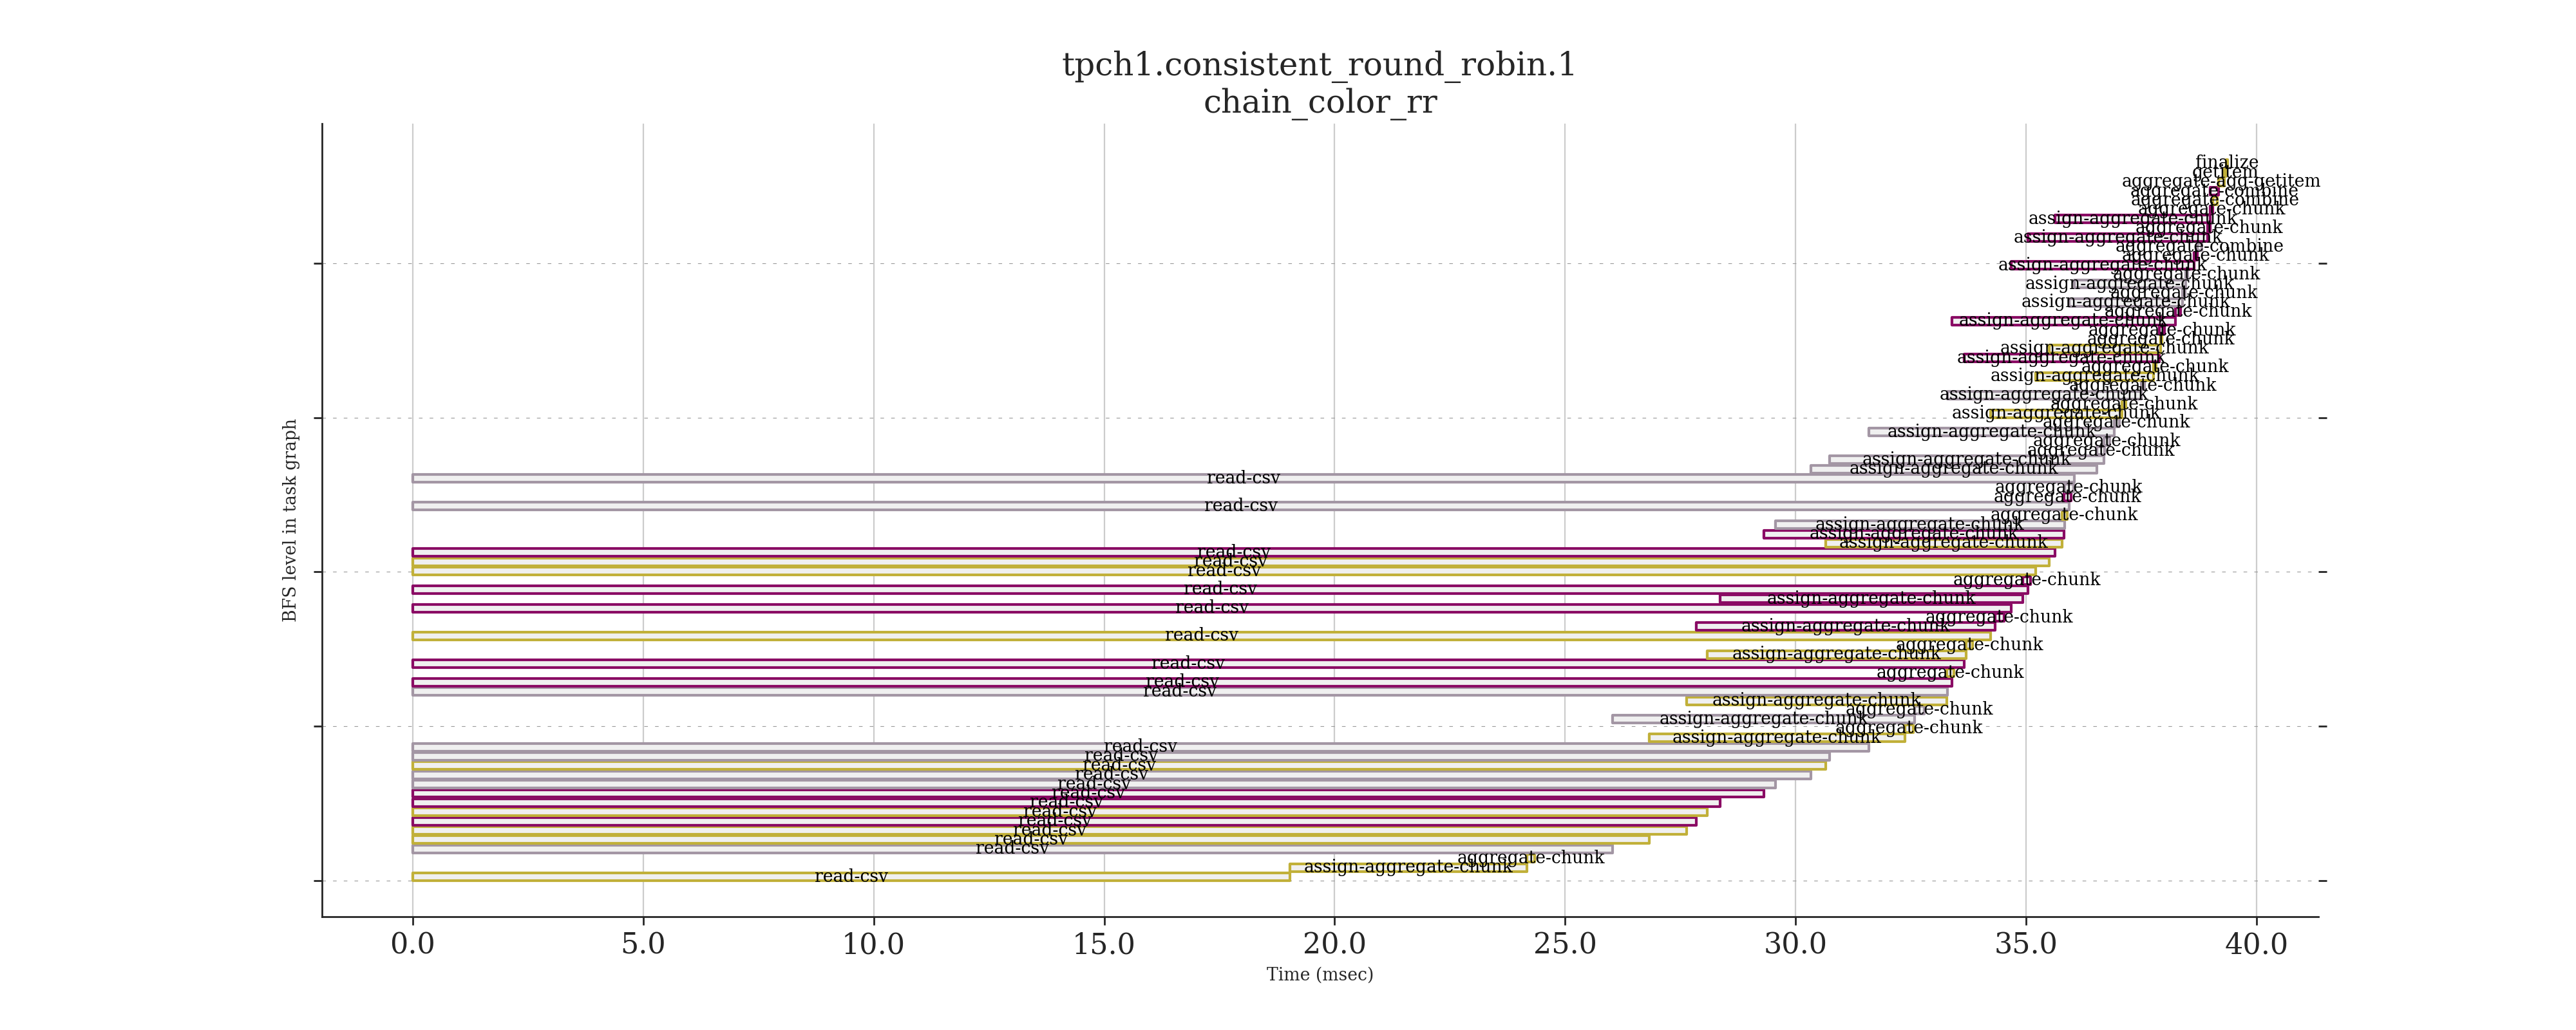 tpch1.consistent_round_robin.1
chain_color_rr
finalize
getitem
aggregate-agg-getitem
aggregate-combine
aggregate-combine
aggregate-chunk
assign-aggregate-chunk
aggregate-chunk
assign-aggregate-chunk
aggregate-combine
aggregate-chunk
assign-aggregate-chunk
aggregate-chunk
assign-aggregate-chunk
aggregate-chunk
assign-aggregate-chunk
aggregate-chunk
assign-aggregate-chunk
aggregate-chunk
aggregate-chunk
assign-aggregate-chunk
assign-aggregate-chunk
aggregate-chunk
assign-aggregate-chunk
aggregate-chunk
assign-aggregate-chunk
aggregate-chunk
assign-aggregate-chunk
aggregate-chunk
assign-aggregate-chunk
aggregate-chunk
aggregate-chunk
assign-aggregate-chunk
assign-aggregate-chunk
read-csv
aggregate-chunk
aggregate-chunk
read-csv
aggregate-chunk
assign-aggregate-chunk
assign-aggregate-chunk
assign-aggregate-chunk
read-csv
read-csv
read-csv
aggregate-chunk
read-csv
assign-aggregate-chunk
read-csv
aggregate-chunk
assign-aggregate-chunk
read-csv
aggregate-chunk
assign-aggregate-chunk
read-csv
aggregate-chunk
read-csv
read-csv
assign-aggregate-chunk
aggregate-chunk
assign-aggregate-chunk
aggregate-chunk
assign-aggregate-chunk
read-csv
read-csv
read-csv
read-csv
read-csv
read-csv
read-csv
read-csv
read-csv
read-csv
read-csv
read-csv
aggregate-chunk
assign-aggregate-chunk
read-csv
BFS level in task graph
0.0 5.0 10.0 15.0 20.0 25.0 30.0 35.0 40.0
Time (msec)